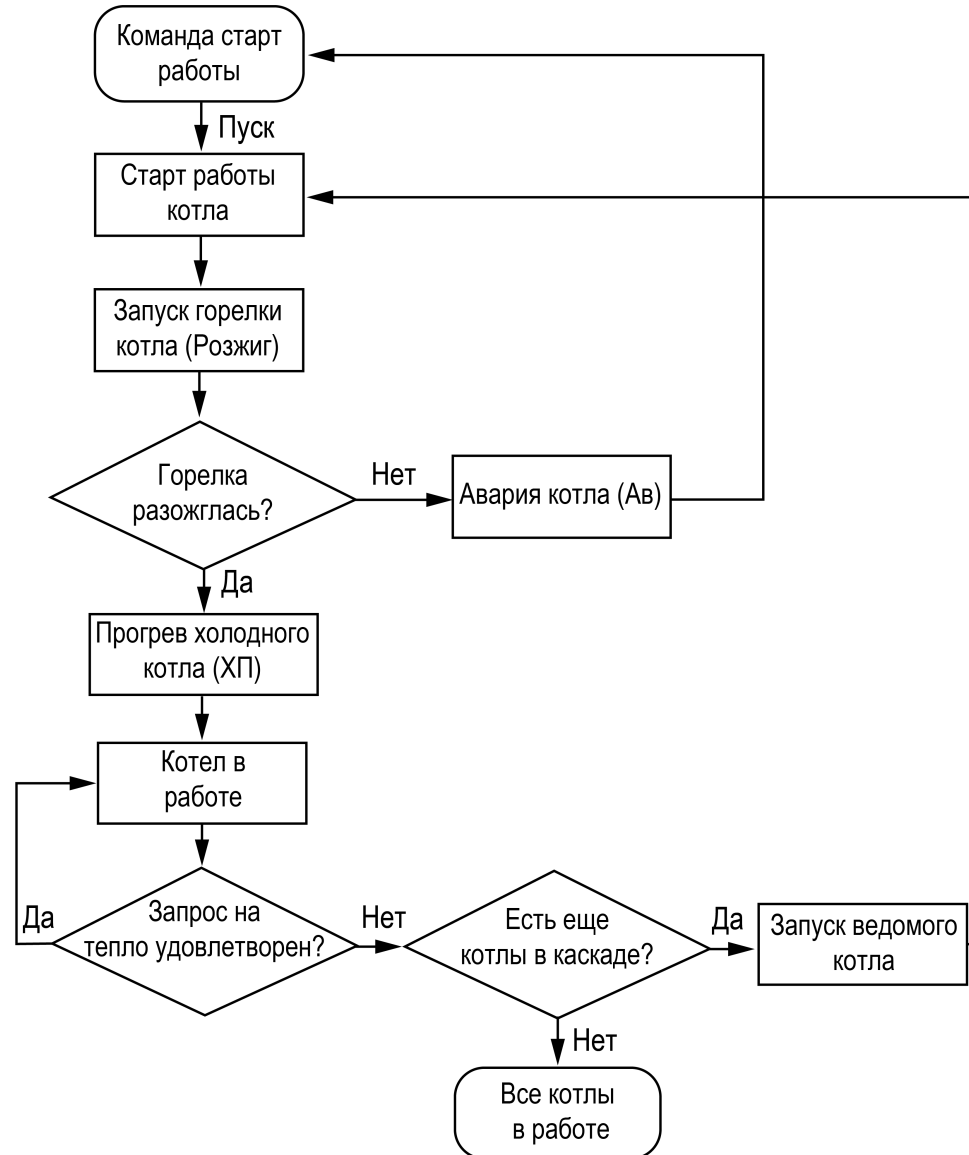 Команда старт
работы
Пуск
Старт работы
котла
Запуск горелки
котла (Розжиг)
Горелка
разожглась?
Нет
Авария котла (Ав)
Да
Прогрев холодного
котла (ХП)
Котел в
работе
Да
Запрос на
тепло удовлетворен?
Нет
Есть еще
котлы в каскаде?
Да
Запуск ведомого
котла
Нет
Все котлы
в работе